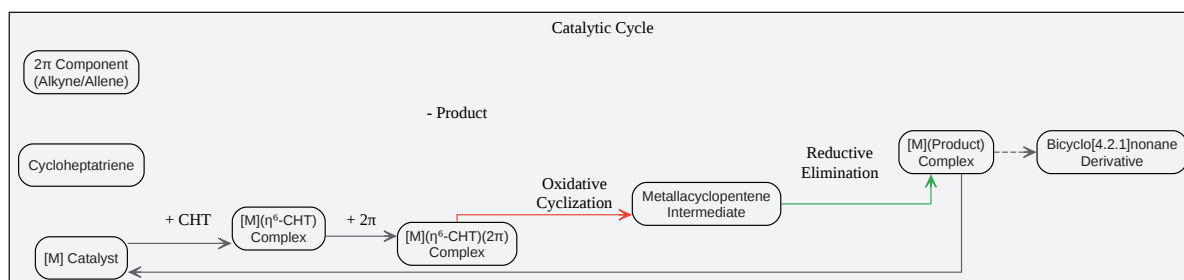 Catalytic Cycle
2π Component
(Alkyne/Allene)
- Product
Cycloheptatriene
[M](Product)
Complex
Bicyclo[4.2.1]nonane
Derivative
Reductive
Elimination
Oxidative
Cyclization
Metallacyclopentene
Intermediate
+ CHT
[M](η⁶-CHT)
Complex
+ 2π
[M](η⁶-CHT)(2π)
Complex
[M] Catalyst